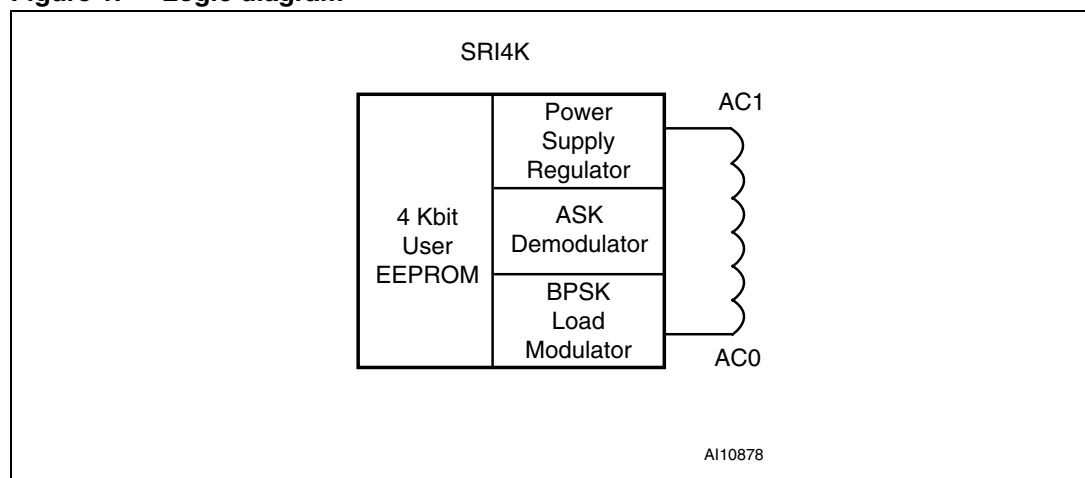 Figure 1. Logic diagram
SRI4K
Power
Supply
Regulator
AC1
4 Kbit
User
EEPROM
ASK
Demodulator
BPSK
Load
Modulator
AC0
AI10878